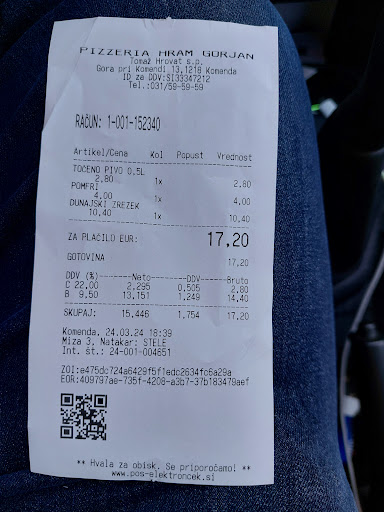 PIZZERIA HRAM GORJAN
Tomaž Hrovat s.p.
Gora pri Komendi 13,1218 Komenda
ID za DDV:SI33347212
Tel.:031/59-59-59
RAČUN: 1-001-152340
Artikel/Cena Kol Popust Vrednost
TOČENO PIVO 0.5L
2,80 1x 2,80
POMFRI
4,00 1x 4,00
DUNAJSKI ZREZEK
10,40 1x 10,40
ZA PLAČILO EUR: 17,20
GOTOVINA 17,20
DDV (%)-------Neto-------DDV------Bruto
C 22,00 2,295 0,505 2,80
B 9,50 13,151 1,249 14,40
SKUPAJ: 15,446 1,754 17,20
Komenda, 24.03.24 18:39
Miza 3, Natakar: STELE
Int. št.: 24-001-004651
ZOI:e475dc724a6429f5f1edc2634fc6a29a
EOR:409797ae-735f-4208-a3b7-37b183479aef
** Hvala za obisk. Se priporočamo! **
www.pos-elektroncek.si